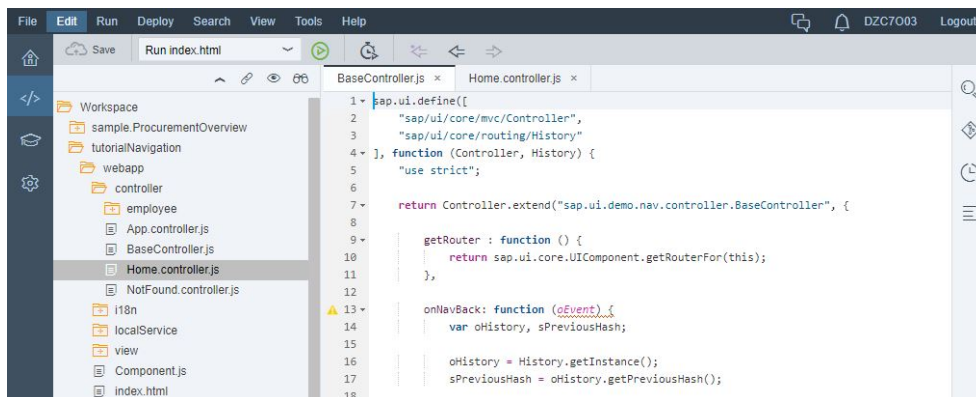 File Edit Run Deploy Search View Tools Help DZC7O03 Logout
Save Run index.html
BaseController.js × Home.controller.js ×
Workspace
sample.ProcurementOverview
tutorialNavigation
webapp
controller
employee
App.controller.js
BaseController.js
Home.controller.js
NotFound.controller.js
i18n
localService
view
Component.js
index.html
1 sap.ui.define([
2 "sap/ui/core/mvc/Controller",
3 "sap/ui/core/routing/History"
4 ], function (Controller, History) {
5 "use strict";
6
7 return Controller.extend("sap.ui.demo.nav.controller.BaseController", {
8
9 getRouter : function () {
10 return sap.ui.core.UIComponent.getRouterFor(this);
11 },
12
13 onNavBack: function (oEvent) {
14 var oHistory, sPreviousHash;
15
16 oHistory = History.getInstance();
17 sPreviousHash = oHistory.getPreviousHash();
18